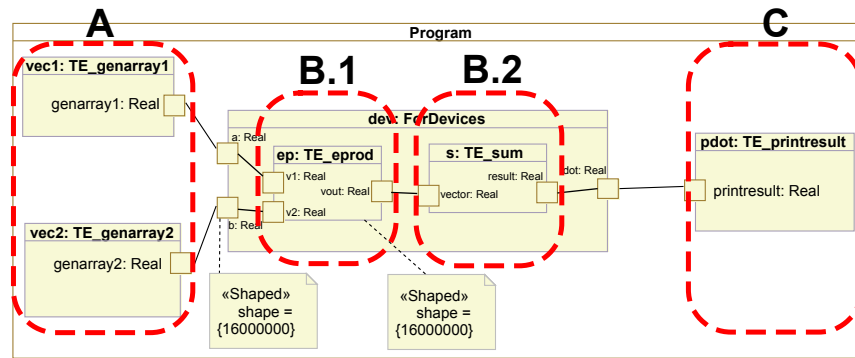 A
B.1
B.2
C
Program
vec1: TE_genarray1
genarray1: Real
vec2: TE_genarray2
genarray2: Real
dev: ForDevices
a: Real
b: Real
ep: TE_eprod
v1: Real
vout: Real
v2: Real
s: TE_sum
result: Real
vector: Real
dot: Real
pdot: TE_printresult
printresult: Real
«Shaped»
shape =
{16000000}
«Shaped»
shape =
{16000000}